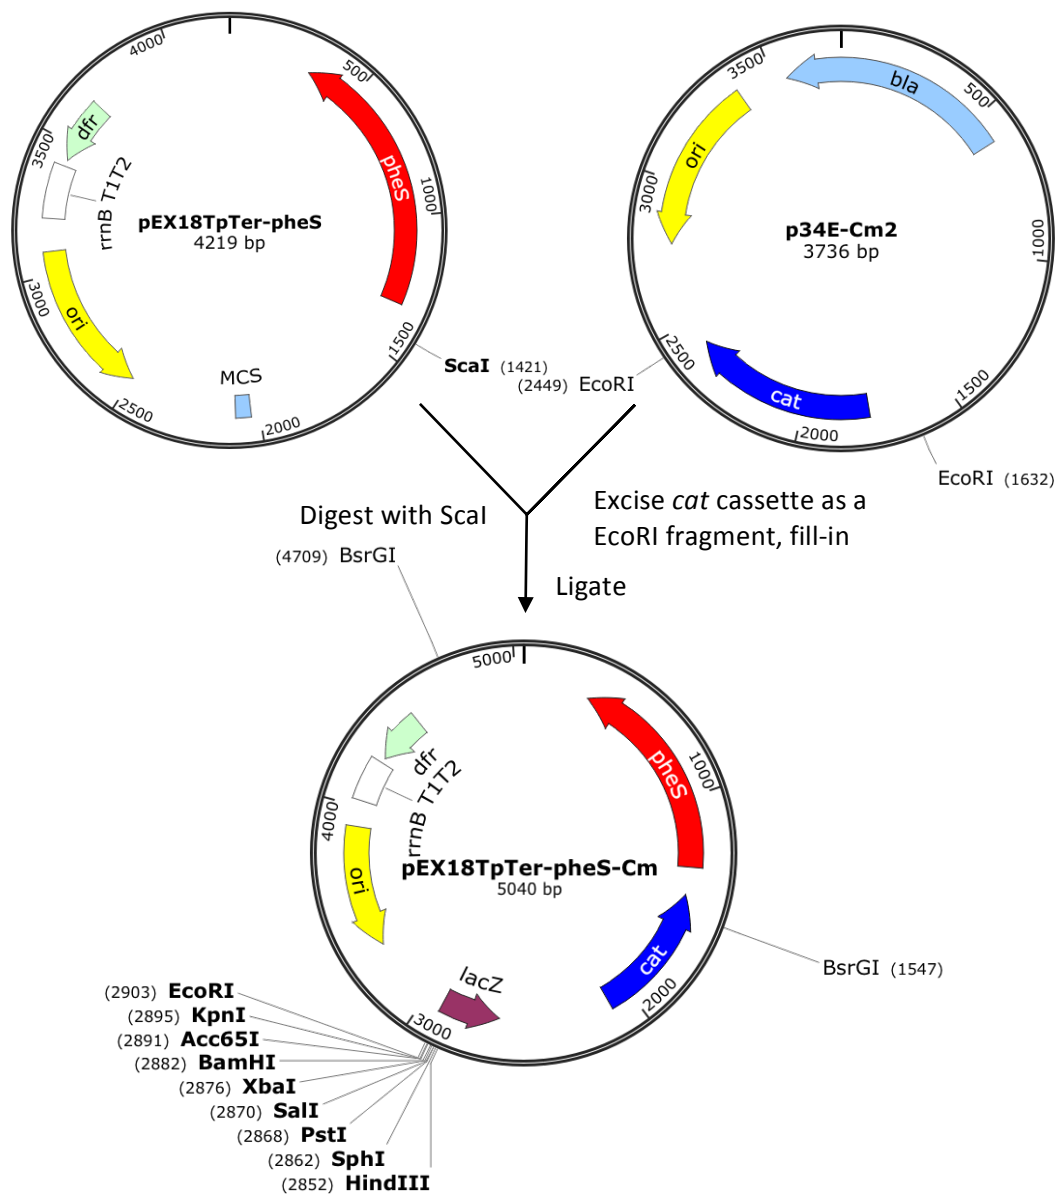 4000
500
dfr
3500
rrnB T1T2
pheS
1000
pEX18TpTer-pheS
4219 bp
3000
ori
1500
MCS
2500
2000
ScaI (1421)
3500
bla
500
ori
3000
p34E-Cm2
3736 bp
1000
2500
(2449) EcoRI
cat
1500
2000
EcoRI (1632)
Digest with ScaI
Excise cat cassette as a
EcoRI fragment, fill-in
(4709) BsrGI
Ligate
5000
dfr
rrnB T1T2
pheS
1000
4000
pEX18TpTer-pheS-Cm
5040 bp
ori
cat
BsrGI (1547)
lacZ
2000
3000
(2903) EcoRI
(2895) KpnI
(2891) Acc65I
(2882) BamHI
(2876) XbaI
(2870) SalI
(2868) PstI
(2862) SphI
(2852) HindIII